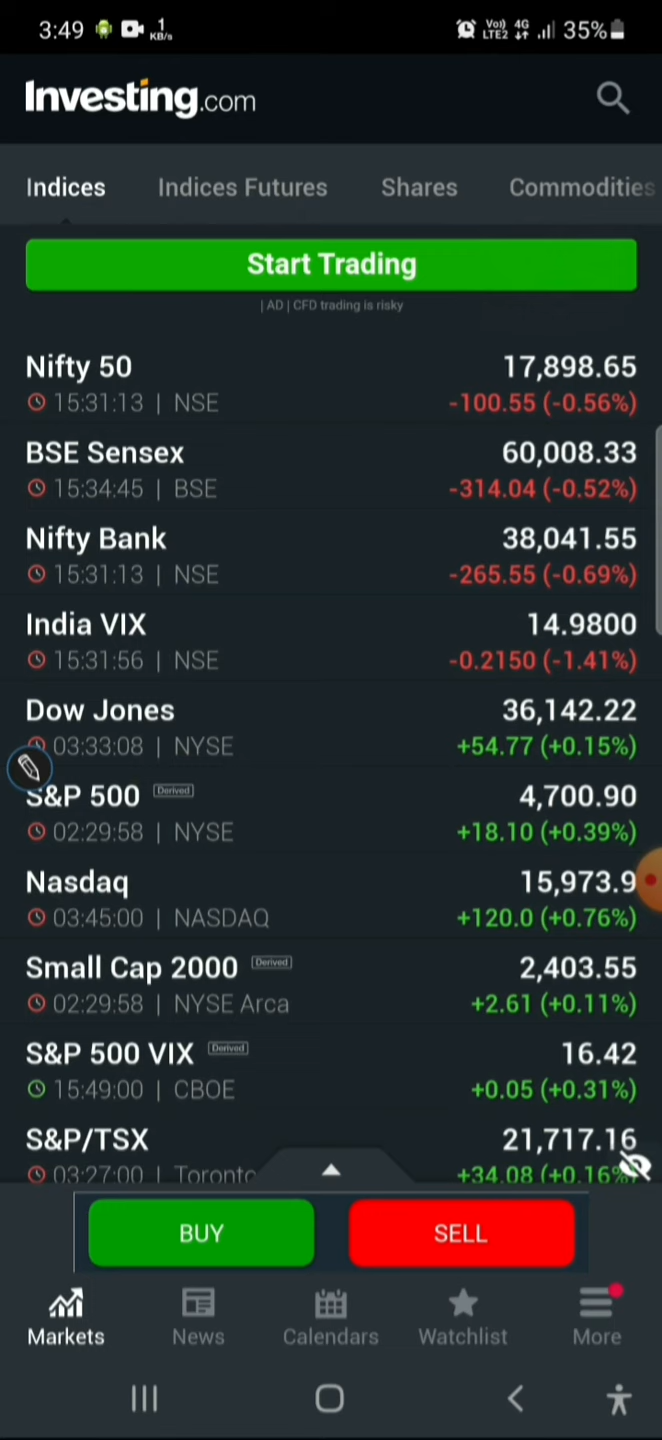 3:49 1 KB/s Vo)) LTE2 4G 35%
Investing.com
Indices Indices Futures Shares Commodities
Start Trading
| AD | CFD trading is risky
Nifty 50 17,898.65
15:31:13 | NSE -100.55 (-0.56%)
BSE Sensex 60,008.33
15:34:45 | BSE -314.04 (-0.52%)
Nifty Bank 38,041.55
15:31:13 | NSE -265.55 (-0.69%)
India VIX 14.9800
15:31:56 | NSE -0.2150 (-1.41%)
Dow Jones 36,142.22
03:33:08 | NYSE +54.77 (+0.15%)
S&P 500 Derived 4,700.90
02:29:58 | NYSE +18.10 (+0.39%)
Nasdaq 15,973.9
03:45:00 | NASDAQ +120.0 (+0.76%)
Small Cap 2000 Derived 2,403.55
02:29:58 | NYSE Arca +2.61 (+0.11%)
S&P 500 VIX Derived 16.42
15:49:00 | CBOE +0.05 (+0.31%)
S&P/TSX 21,717.16
03:27:00 | Toronto +34.08 (+0.16%)
BUY SELL
Markets News Calendars Watchlist More